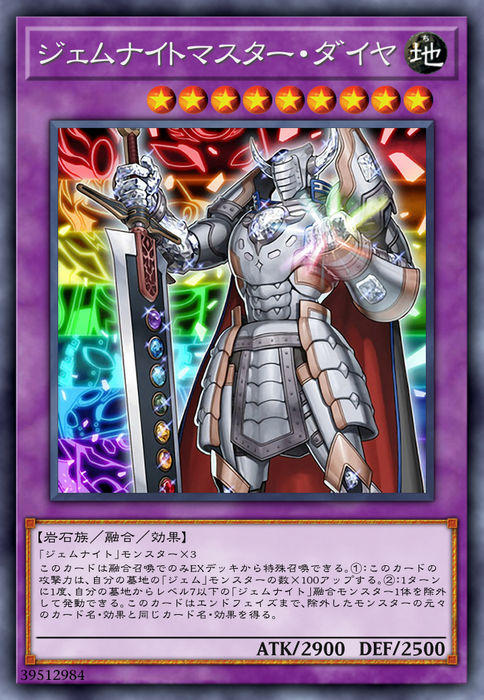 ジェムナイトマスター・ダイヤ
ち
地
【岩石族／融合／効果】
「ジェムナイト」モンスター×3
このカードは融合召喚でのみEXデッキから特殊召喚できる。①:このカードの
攻撃力は、自分の墓地の「ジェム」モンスターの数×100アップする。②:1ターン
に1度、自分の墓地からレベル7以下の「ジェムナイト」融合モンスター1体を除外
して発動できる。このカードはエンドフェイズまで、除外したモンスターの元々
のカード名・効果と同じカード名・効果を得る。
ATK/2900 DEF/2500
39512984